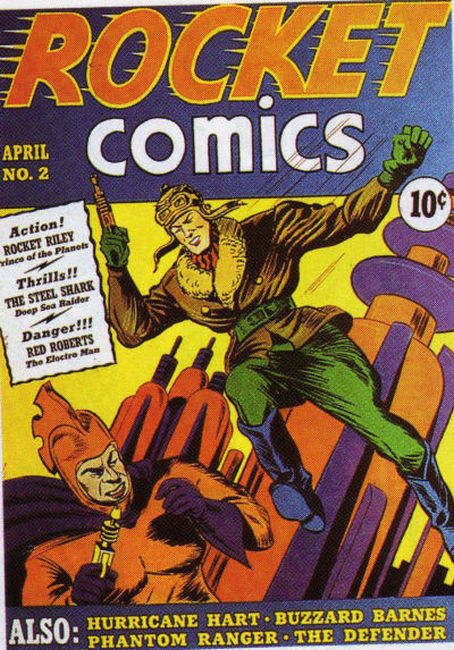 ROCKET
comics
APRIL
NO. 2
10¢
Action!
ROCKET RILEY
Prince of the Planets
Thrills!!
THE STEEL SHARK
Deep Sea Raider
Danger!!!
RED ROBERTS
The Electro Man
ALSO: HURRICANE HART · BUZZARD BARNES
PHANTOM RANGER · THE DEFENDER